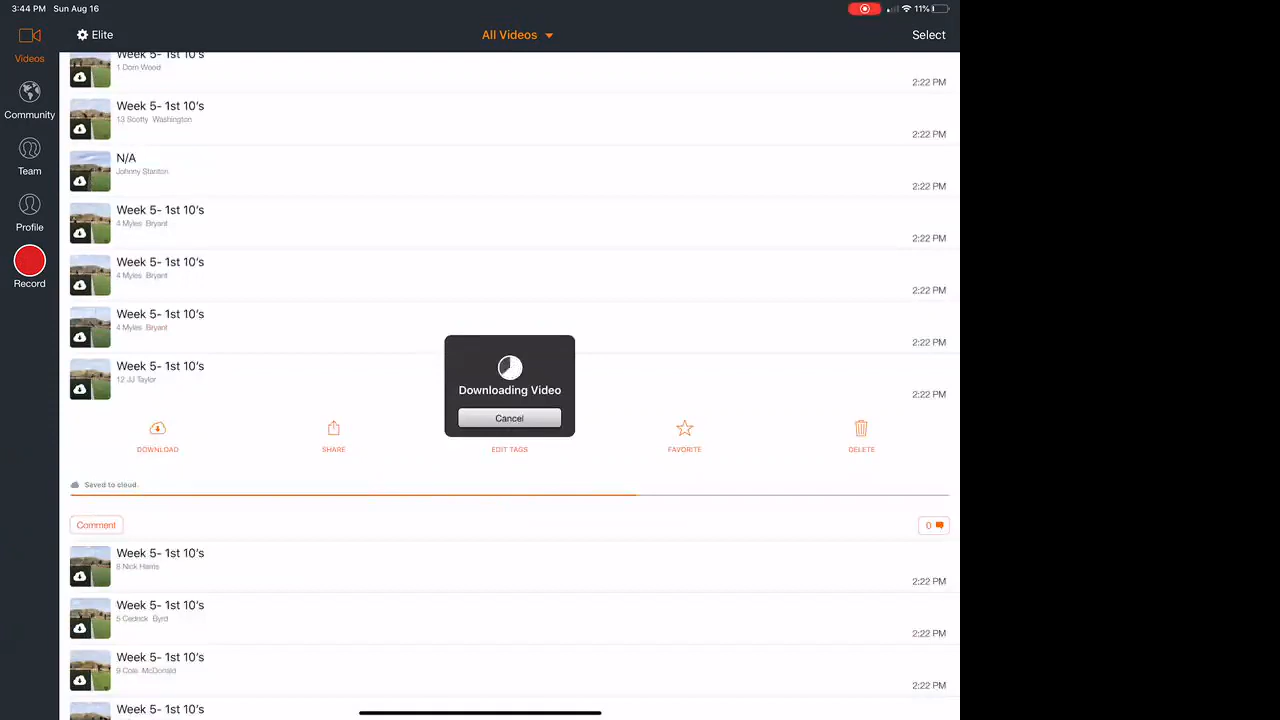 3:44 PM Sun Aug 16
11%
Videos
Community
Team
Profile
Record
Elite
All Videos
Select
Week 5- 1st 10's
1 Dom Wood
2:22 PM
Week 5- 1st 10's
13 Scotty Washington
2:22 PM
N/A
Johnny Stanton
2:22 PM
Week 5- 1st 10's
4 Myles Bryant
2:22 PM
Week 5- 1st 10's
4 Myles Bryant
2:22 PM
Week 5- 1st 10's
4 Myles Bryant
2:22 PM
Week 5- 1st 10's
12 JJ Taylor
2:22 PM
Downloading Video
Cancel
DOWNLOAD
SHARE
EDIT TAGS
FAVORITE
DELETE
Saved to cloud.
Comment
0
Week 5- 1st 10's
6 Nick Harris
2:22 PM
Week 5- 1st 10's
5 Cedrick Byrd
2:22 PM
Week 5- 1st 10's
9 Cole McDonald
2:22 PM
Week 5- 1st 10's